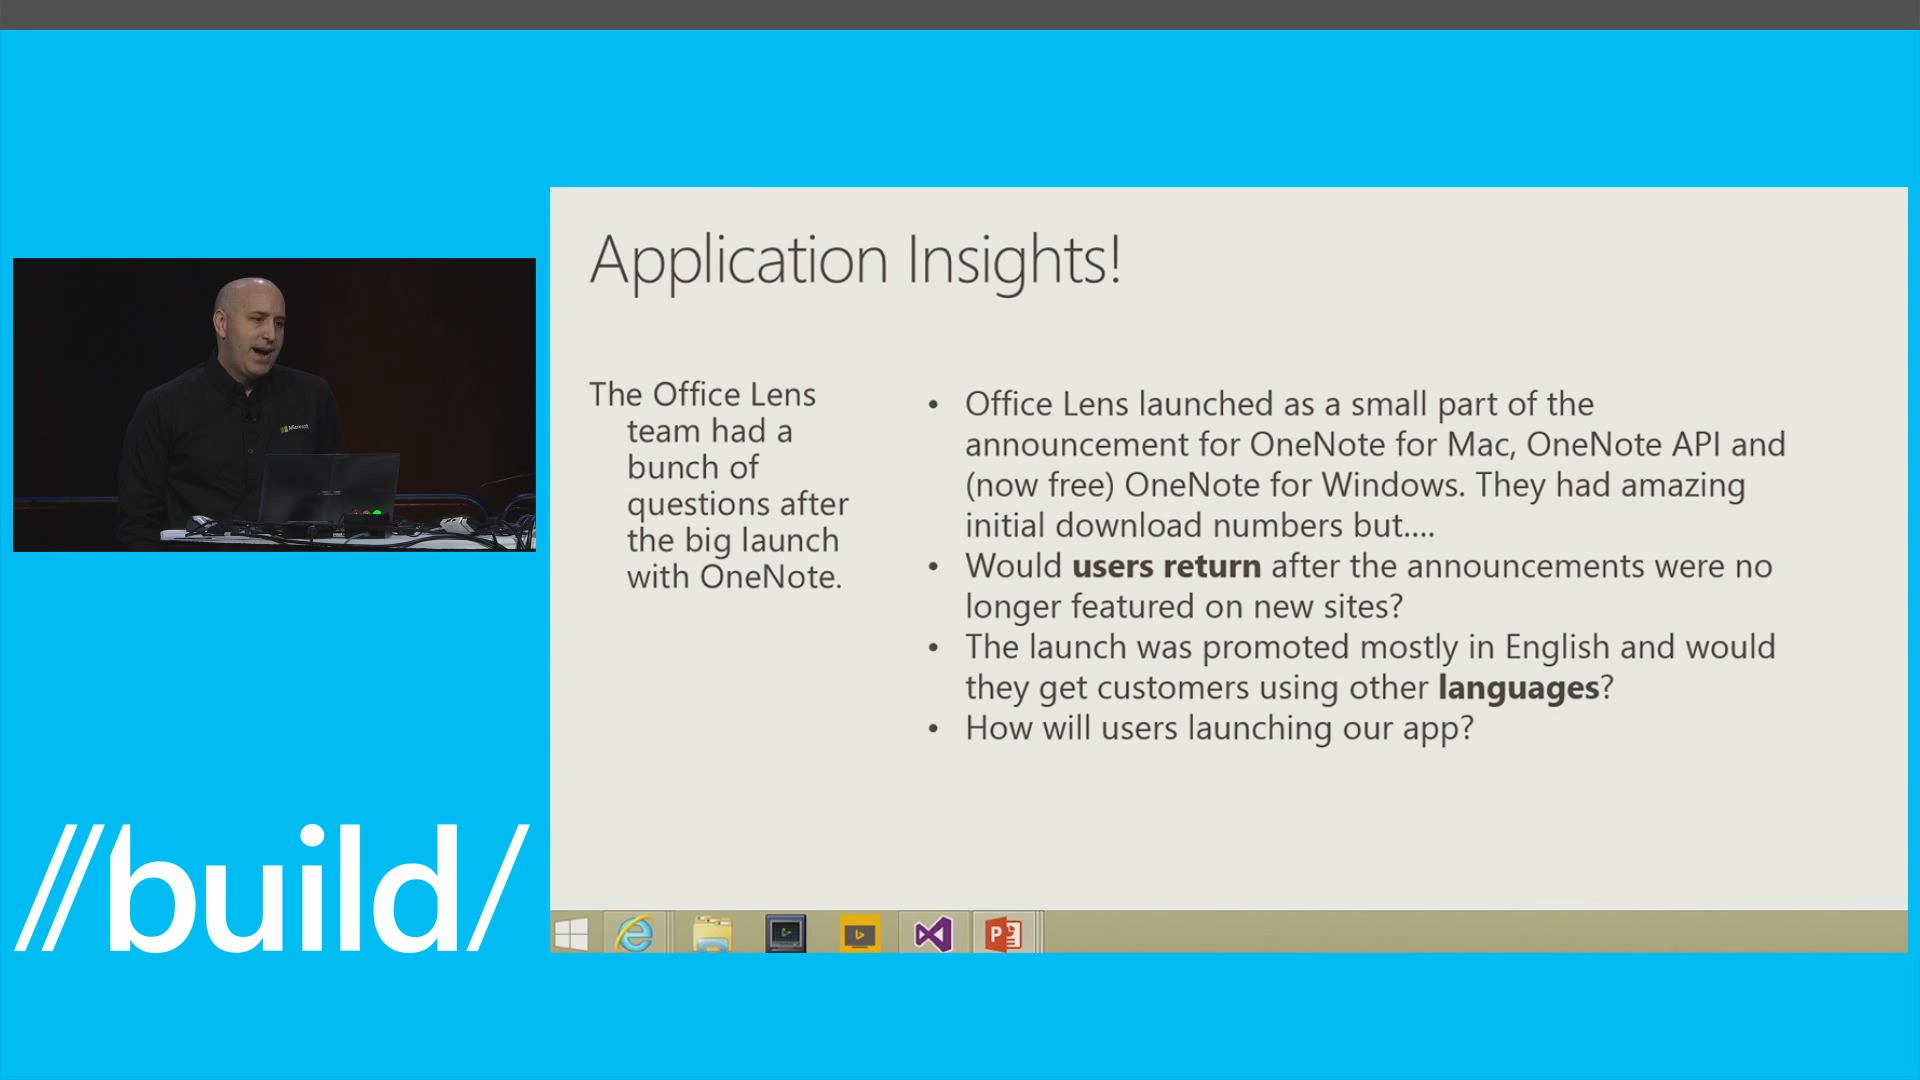 Application Insights!
The Office Lens
team had a
bunch of
questions after
the big launch
with OneNote.
• Office Lens launched as a small part of the
announcement for OneNote for Mac, OneNote API and
(now free) OneNote for Windows. They had amazing
initial download numbers but....
• Would users return after the announcements were no
longer featured on new sites?
• The launch was promoted mostly in English and would
they get customers using other languages?
• How will users launching our app?
Microsoft
//build/